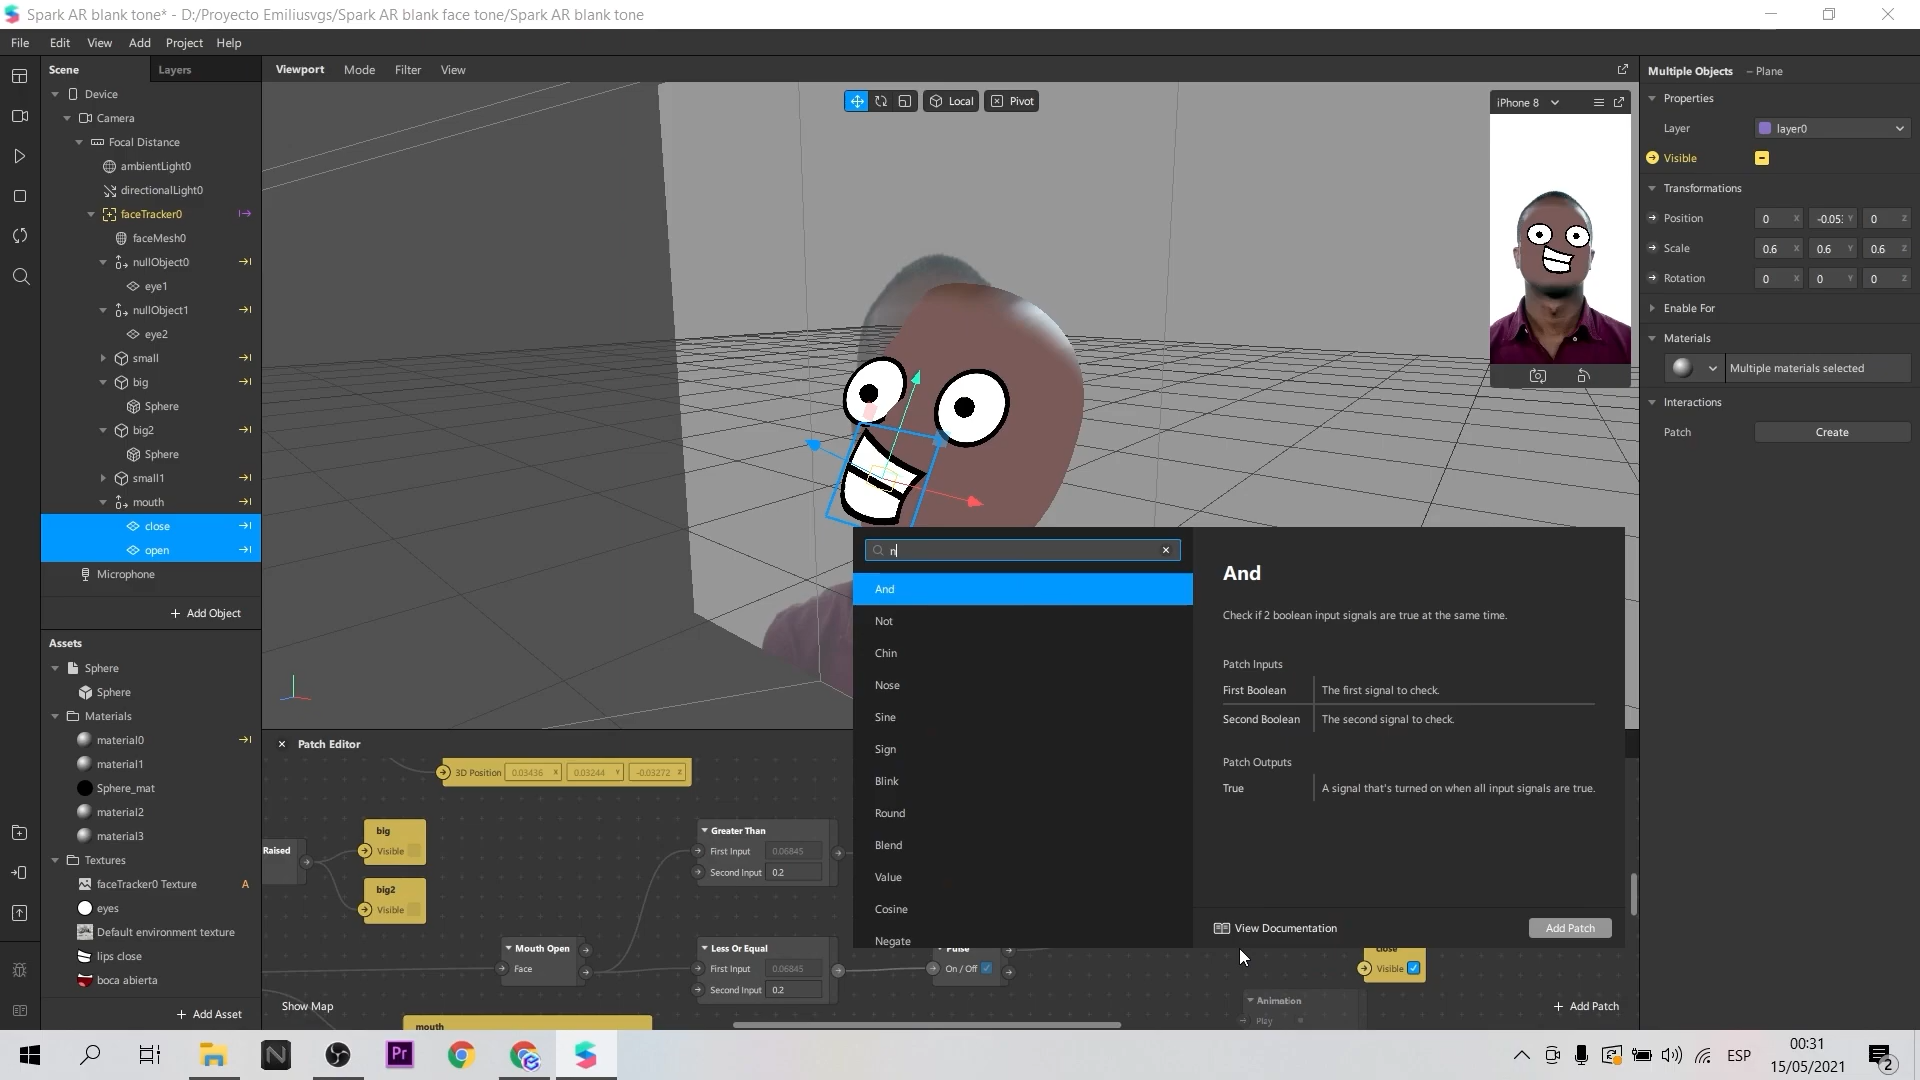 Spark AR blank tone* - D:/Proyecto Emiliusvgs/Spark AR blank face tone/Spark AR blank tone
File Edit View Add Project Help
Scene Layers
Device
Camera
Focal Distance
ambientLight0
directionalLight0
faceTracker0
faceMesh0
nullObject0
eye1
nullObject1
eye2
small
big
Sphere
big2
Sphere
small1
mouth
close
open
Microphone
+ Add Object
Assets
Sphere
Sphere
Materials
material0
material1
Sphere_mat
material2
material3
Textures
faceTracker0 Texture A
eyes
Default environment texture
lips close
boca abierta
+ Add Asset
Viewport Mode Filter View
Local Pivot
iPhone 8
n
And
Not
Chin
Nose
Sine
Sign
Blink
Round
Blend
Value
Cosine
Negate
And
Check if 2 boolean input signals are true at the same time.
Patch Inputs
First Boolean The first signal to check.
Second Boolean The second signal to check.
Patch Outputs
True A signal that's turned on when all input signals are true.
View Documentation Add Patch
Patch Editor
3D Position 0.03436 X 0.03244 Y -0.03272 Z
Raised
big
Visible
big2
Visible
Greater Than
First Input 0.06845
Second Input 0.2
Mouth Open
Face
Less Or Equal
First Input 0.06845
Second Input 0.2
Pulse
On / Off
close
Visible
Animation
Play
mouth
Show Map
+ Add Patch
Multiple Objects – Plane
Properties
Layer layer0
Visible
Transformations
Position 0 X -0.05: Y 0 Z
Scale 0.6 X 0.6 Y 0.6 Z
Rotation 0 X 0 Y 0 Z
Enable For
Materials
Multiple materials selected
Interactions
Patch Create
N
Pr
ESP
00:31
15/05/2021
2